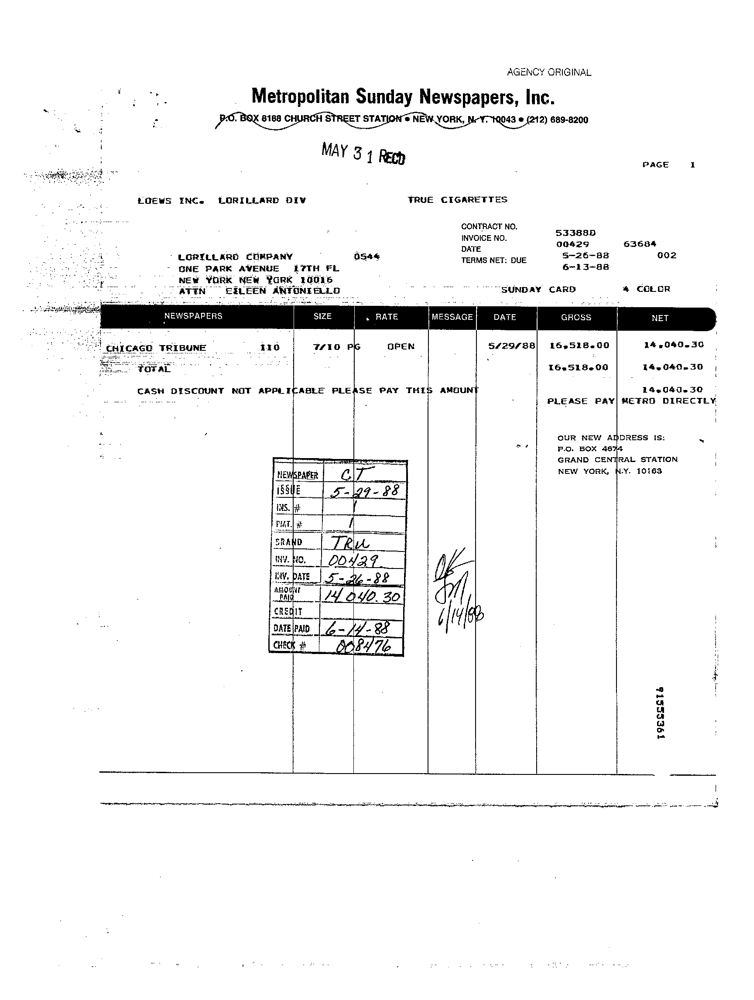 AGENCY ORIGINAL
Metropolitan Sunday Newspapers, Inc.
P.O. BOX 8188 CHURCH STREET STATION • NEW YORK, N.Y. 10043 • (212) 689-8200
MAY 31 REC'D
PAGE 1
LOEWS INC. LORILLARD DIV TRUE CIGARETTES
CONTRACT NO. 53388D
INVOICE NO. 00429 63684
DATE 5-26-88 002
TERMS NET: DUE 6-13-88
LORILLARD COMPANY 0544
ONE PARK AVENUE 17TH FL
NEW YORK NEW YORK 10016
ATTN EILEEN ANTONIELLO SUNDAY CARD 4 COLOR
NEWSPAPERS SIZE RATE MESSAGE DATE GROSS NET
CHICAGO TRIBUNE 110 7/10 PG OPEN 5/29/88 16,518.00 14,040.30
TOTAL 16,518.00 14,040.30
CASH DISCOUNT NOT APPLICABLE PLEASE PAY THIS AMOUNT 14,040.30
PLEASE PAY METRO DIRECTLY
OUR NEW ADDRESS IS:
P.O. BOX 4674
GRAND CENTRAL STATION
NEW YORK, N.Y. 10163
NEWSPAPER CT
ISSUE 5-29-88
INS. # 1
PMT. # 1
BRAND TRU
INV. NO. 00429
INV. DATE 5-26-88
AMOUNT PAID 14 040.30
CREDIT
DATE PAID 6-14-88
CHECK # 008476
OK
6/14/88
91553361